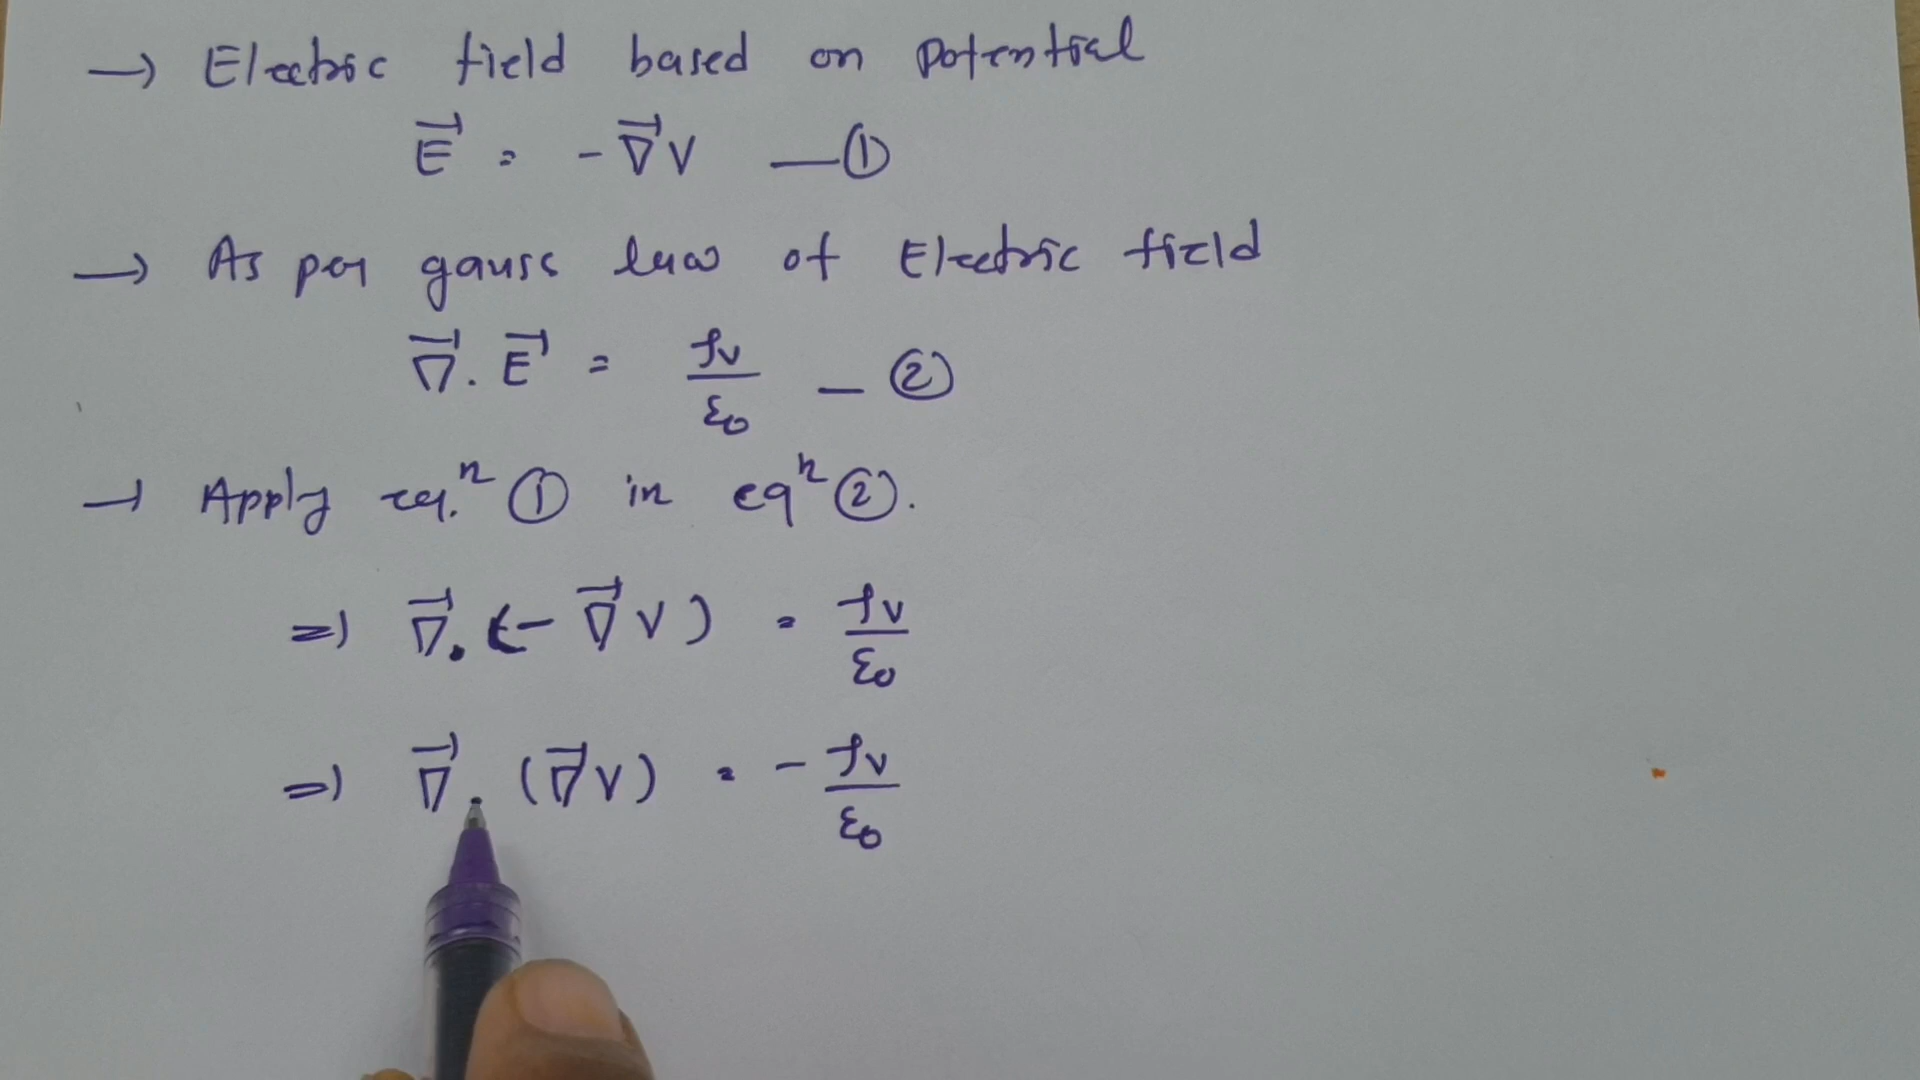 → Electric field based on Potential
E⃗ = -∇⃗V — ①
→ As per gauss law of Electric field
∇⃗. E⃗ = ρv/ε0 — ②
→ Apply eq.ⁿ ① in eqⁿ ②.
⇒ ∇⃗. (-∇⃗V) = ρv/ε0
⇒ ∇⃗. (∇⃗V) = - ρv/ε0